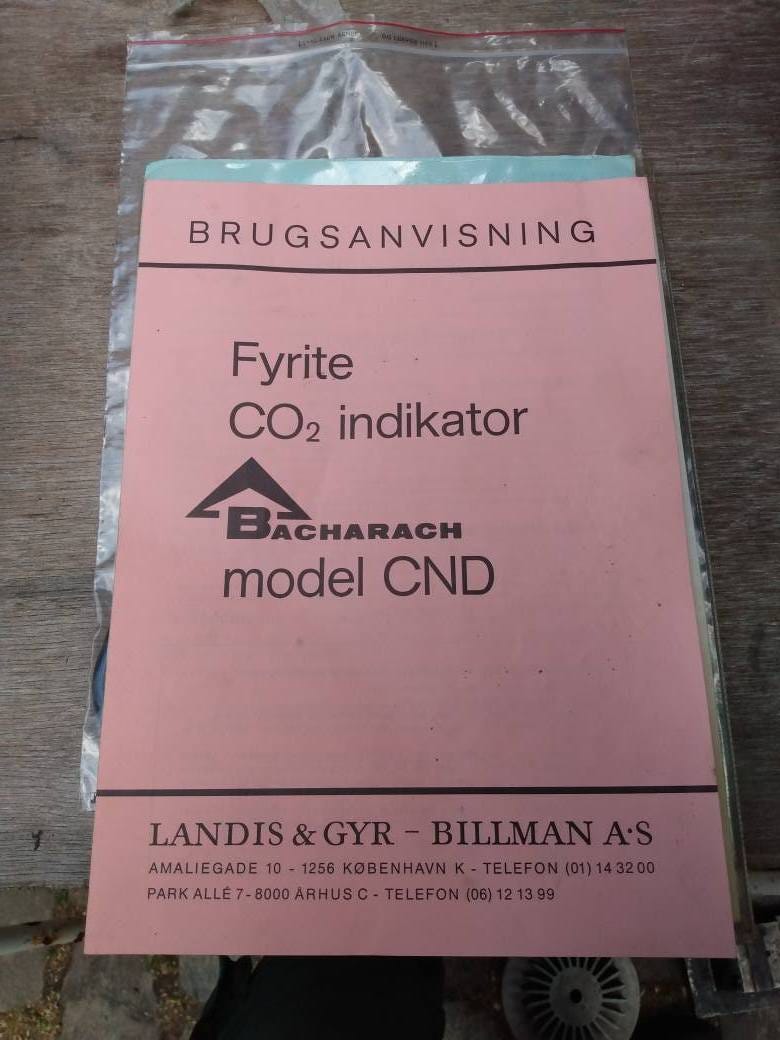 BRUGSANVISNING
Fyrite
CO₂ indikator
BACHARACH
model CND
LANDIS & GYR – BILLMAN A·S
AMALIEGADE 10 - 1256 KØBENHAVN K - TELEFON (01) 14 32 00
PARK ALLÉ 7 - 8000 ÅRHUS C - TELEFON (06) 12 13 99